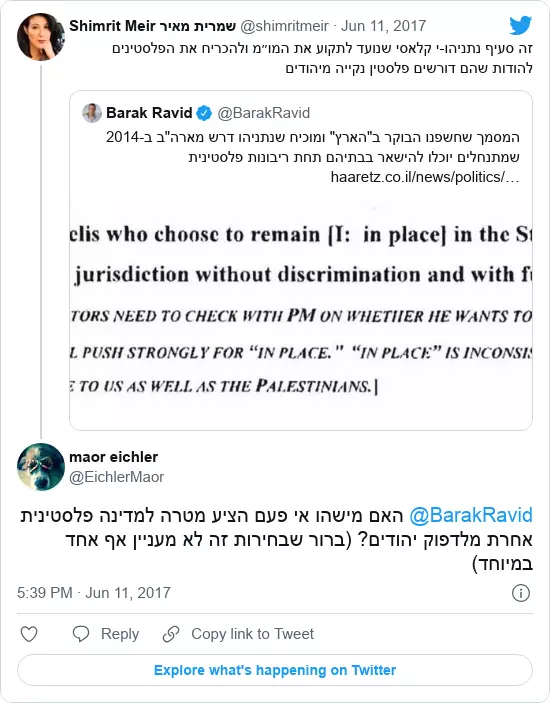 Shimrit Meir שמרית מאיר @shimritmeir · Jun 11, 2017
זה סעיף נתניהו-י קלאסי שנועד לתקוע את המו״מ ולהכריח את הפלסטינים
להודות שהם דורשים פלסטין נקייה מיהודים
Barak Ravid @BarakRavid
המסמך שחשפנו הבוקר ב"הארץ" ומוכיח שנתניהו דרש מארה"ב ב-2014
שמתנחלים יוכלו להישאר בבתיהם תחת ריבונות פלסטינית
haaretz.co.il/news/politics/…
elis who choose to remain [I: in place] in the St
jurisdiction without discrimination and with f
TORS NEED TO CHECK WITH PM ON WHETHER HE WANTS TO
L PUSH STRONGLY FOR “IN PLACE.” “IN PLACE” IS INCONSI
E TO US AS WELL AS THE PALESTINIANS.
maor eichler
@EichlerMaor
@BarakRavid האם מישהו אי פעם הציע מטרה למדינה פלסטינית
אחרת מלדפוק יהודים? (ברור שבחירות זה לא מעניין אף אחד
במיוחד)
5:39 PM · Jun 11, 2017
Reply
Copy link to Tweet
Explore what's happening on Twitter